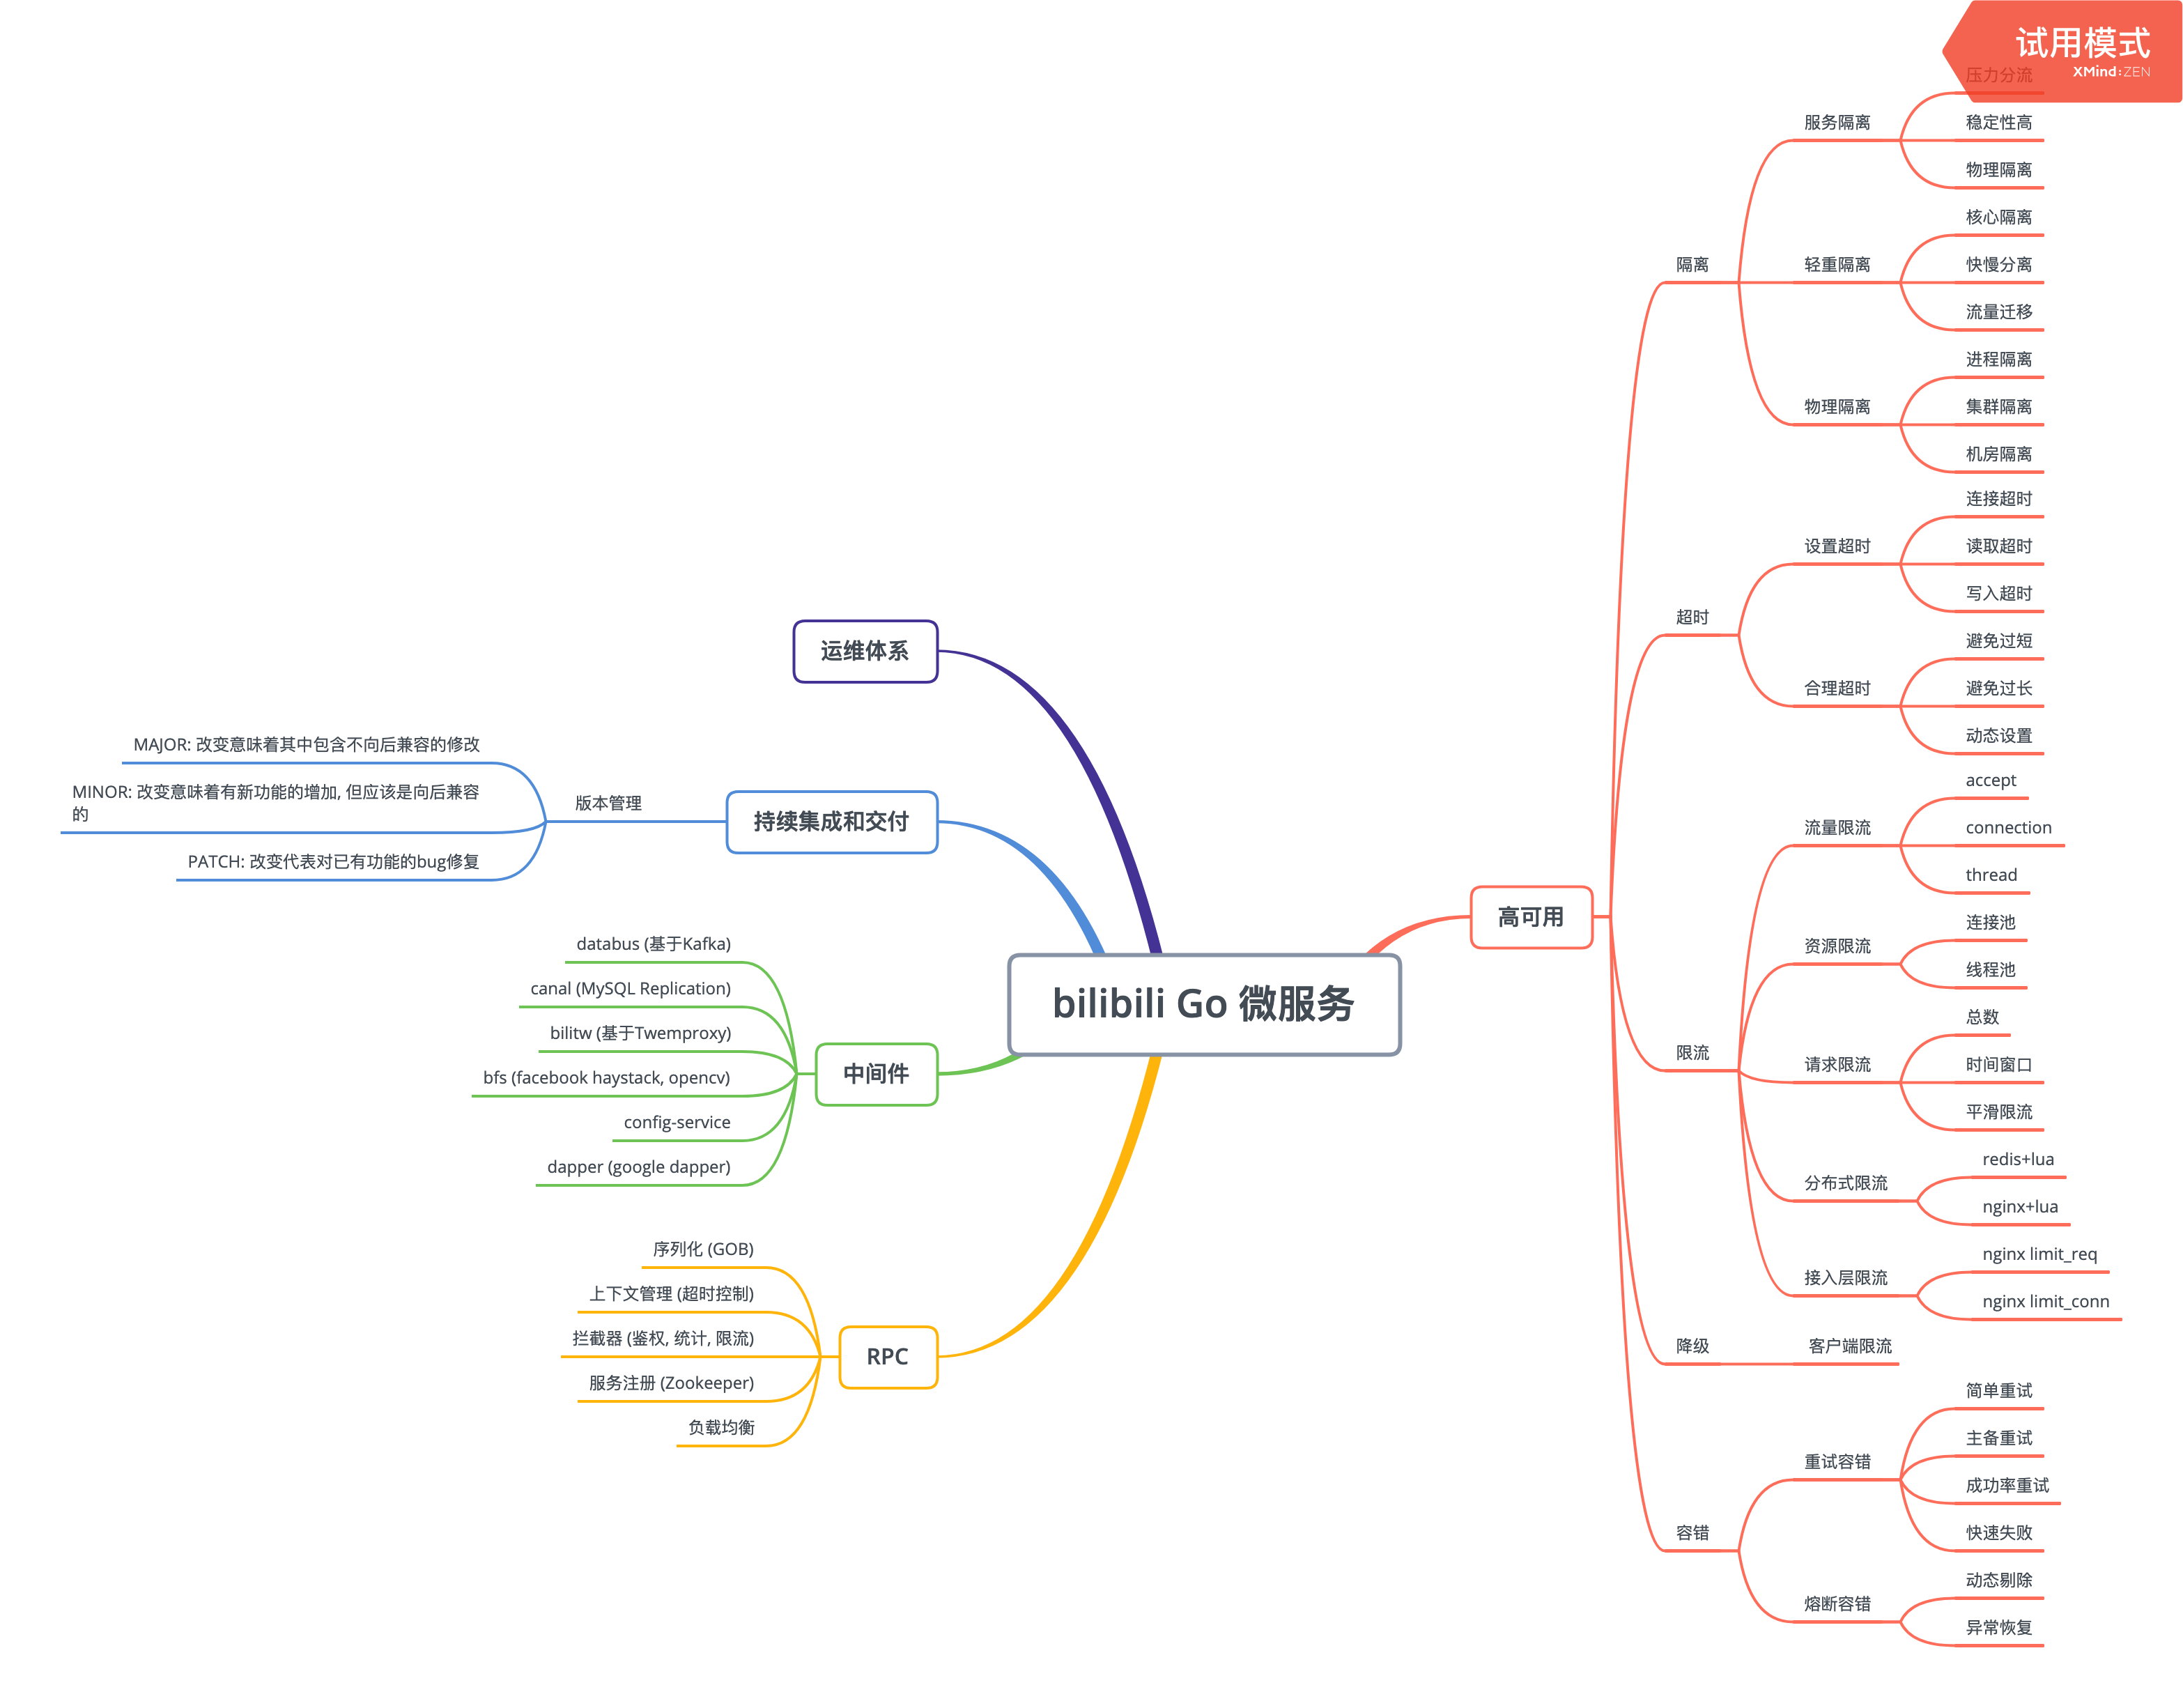 试用模式
XMind:ZEN
压力分流
服务隔离
稳定性高
物理隔离
核心隔离
隔离
轻重隔离
快慢分离
流量迁移
进程隔离
物理隔离
集群隔离
机房隔离
连接超时
设置超时
读取超时
写入超时
超时
避免过短
合理超时
避免过长
动态设置
accept
流量限流
connection
thread
连接池
资源限流
线程池
总数
限流
请求限流
时间窗口
平滑限流
redis+lua
分布式限流
nginx+lua
nginx limit_req
接入层限流
nginx limit_conn
降级
客户端限流
简单重试
主备重试
重试容错
成功率重试
快速失败
容错
动态剔除
熔断容错
异常恢复
高可用
bilibili Go 微服务
运维体系
持续集成和交付
版本管理
MAJOR: 改变意味着其中包含不向后兼容的修改
MINOR: 改变意味着有新功能的增加, 但应该是向后兼容
的
PATCH: 改变代表对已有功能的bug修复
中间件
databus (基于Kafka)
canal (MySQL Replication)
bilitw (基于Twemproxy)
bfs (facebook haystack, opencv)
config-service
dapper (google dapper)
RPC
序列化 (GOB)
上下文管理 (超时控制)
拦截器 (鉴权, 统计, 限流)
服务注册 (Zookeeper)
负载均衡